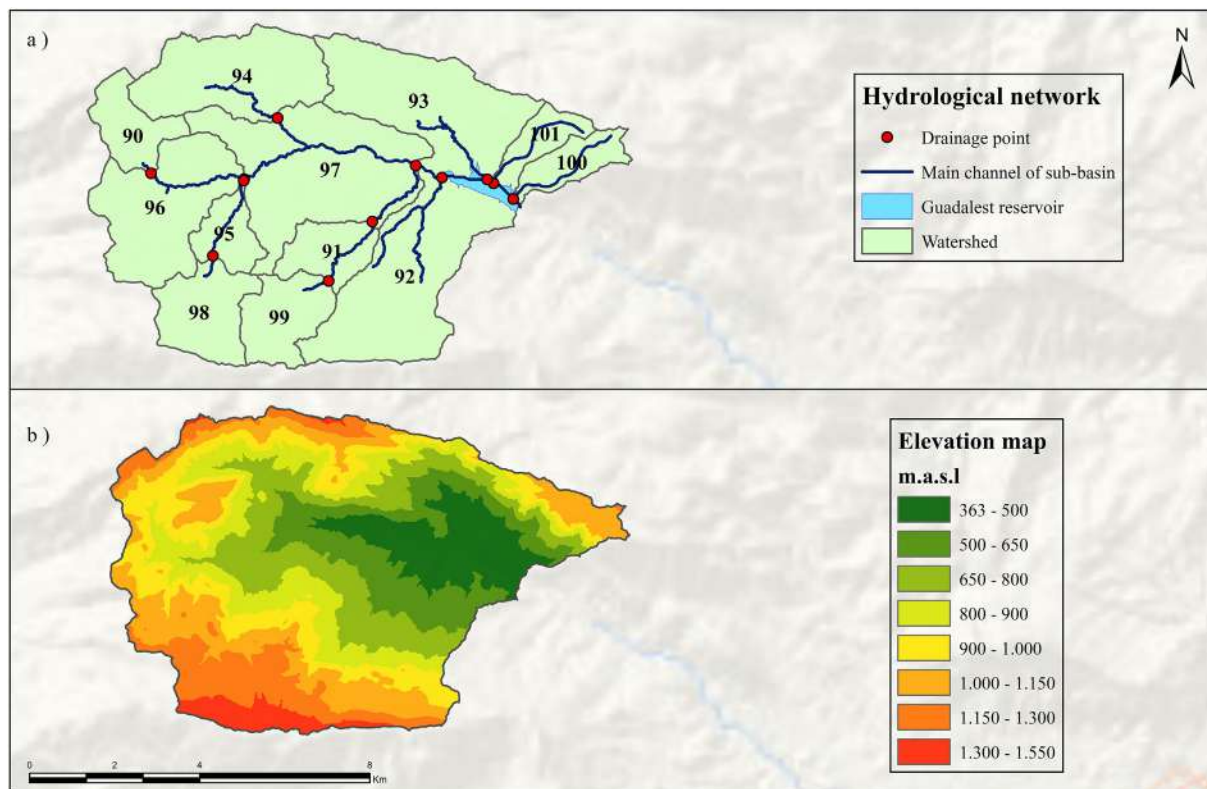 a )
N
94
93
90
101
97
100
96
95
91
92
98
99
Hydrological network
Drainage point
Main channel of sub-basin
Guadalest reservoir
Watershed
b )
Elevation map
m.a.s.l
363 - 500
500 - 650
650 - 800
800 - 900
900 - 1.000
1.000 - 1.150
1.150 - 1.300
1.300 - 1.550
0 2 4 8
Km